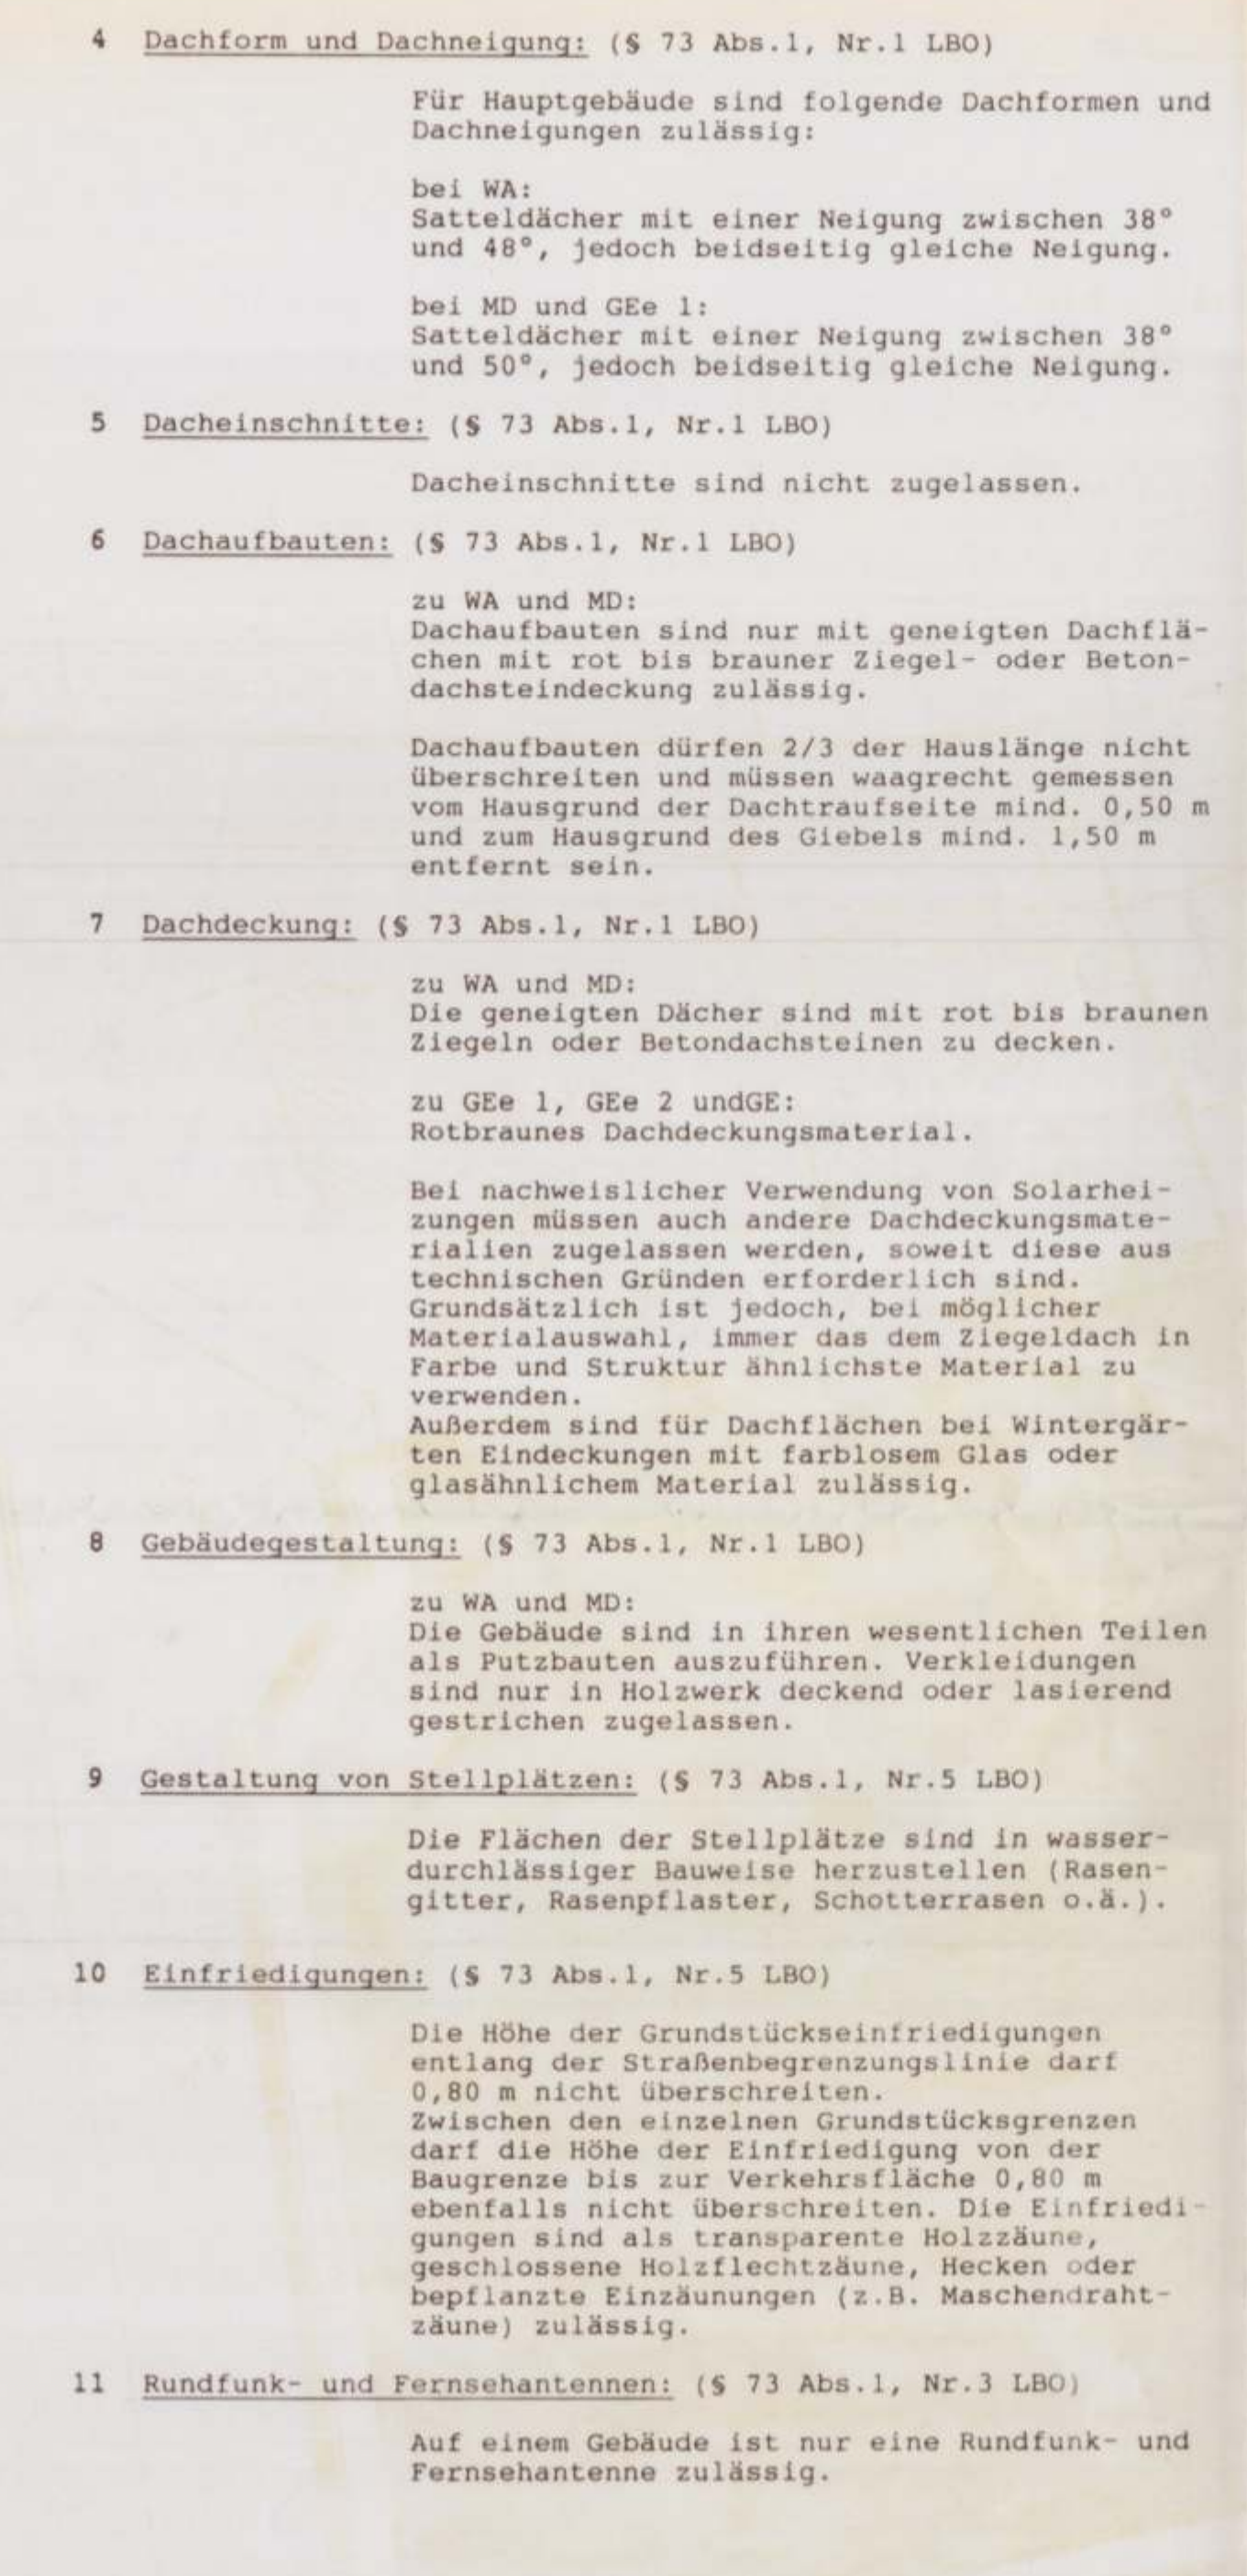 4 Dachform und Dachneigung: (§ 73 Abs.1, Nr.1 LBO)
Für Hauptgebäude sind folgende Dachformen und
Dachneigungen zulässig:
bei WA:
Satteldächer mit einer Neigung zwischen 38°
und 48°, jedoch beidseitig gleiche Neigung.
bei MD und GEe 1:
Satteldächer mit einer Neigung zwischen 38°
und 50°, jedoch beidseitig gleiche Neigung.
5 Dacheinschnitte: (§ 73 Abs.1, Nr.1 LBO)
Dacheinschnitte sind nicht zugelassen.
6 Dachaufbauten: (§ 73 Abs.1, Nr.1 LBO)
zu WA und MD:
Dachaufbauten sind nur mit geneigten Dachflä-
chen mit rot bis brauner Ziegel- oder Beton-
dachsteindeckung zulässig.
Dachaufbauten dürfen 2/3 der Hauslänge nicht
überschreiten und müssen waagrecht gemessen
vom Hausgrund der Dachtraufseite mind. 0,50 m
und zum Hausgrund des Giebels mind. 1,50 m
entfernt sein.
7 Dachdeckung: (§ 73 Abs.1, Nr.1 LBO)
zu WA und MD:
Die geneigten Dächer sind mit rot bis braunen
Ziegeln oder Betondachsteinen zu decken.
zu GEe 1, GEe 2 undGE:
Rotbraunes Dachdeckungsmaterial.
Bei nachweislicher Verwendung von Solarhei-
zungen müssen auch andere Dachdeckungsmate-
rialien zugelassen werden, soweit diese aus
technischen Gründen erforderlich sind.
Grundsätzlich ist jedoch, bei möglicher
Materialauswahl, immer das dem Ziegeldach in
Farbe und Struktur ähnlichste Material zu
verwenden.
Außerdem sind für Dachflächen bei Wintergär-
ten Eindeckungen mit farblosem Glas oder
glasähnlichem Material zulässig.
8 Gebäudegestaltung: (§ 73 Abs.1, Nr.1 LBO)
zu WA und MD:
Die Gebäude sind in ihren wesentlichen Teilen
als Putzbauten auszuführen. Verkleidungen
sind nur in Holzwerk deckend oder lasierend
gestrichen zugelassen.
9 Gestaltung von Stellplätzen: (§ 73 Abs.1, Nr.5 LBO)
Die Flächen der Stellplätze sind in wasser-
durchlässiger Bauweise herzustellen (Rasen-
gitter, Rasenpflaster, Schotterrasen o.ä.).
10 Einfriedigungen: (§ 73 Abs.1, Nr.5 LBO)
Die Höhe der Grundstückseinfriedigungen
entlang der Straßenbegrenzungslinie darf
0,80 m nicht überschreiten.
Zwischen den einzelnen Grundstücksgrenzen
darf die Höhe der Einfriedigung von der
Baugrenze bis zur Verkehrsfläche 0,80 m
ebenfalls nicht überschreiten. Die Einfriedi-
gungen sind als transparente Holzzäune,
geschlossene Holzflechtzäune, Hecken oder
bepflanzte Einzäunungen (z.B. Maschendraht-
zäune) zulässig.
11 Rundfunk- und Fernsehantennen: (§ 73 Abs.1, Nr.3 LBO)
Auf einem Gebäude ist nur eine Rundfunk- und
Fernsehantenne zulässig.